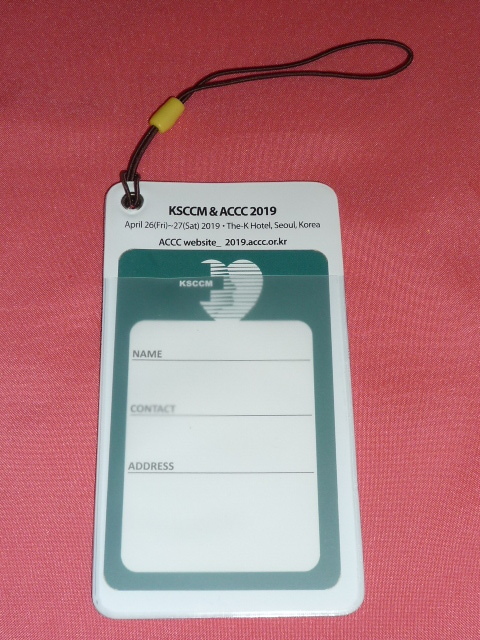 KSCCM & ACCC 2019
April 26(Fri)~27(Sat) 2019 • The-K Hotel, Seoul, Korea
ACCC website_ 2019.accc.or.kr
KSCCM
NAME
CONTACT
ADDRESS